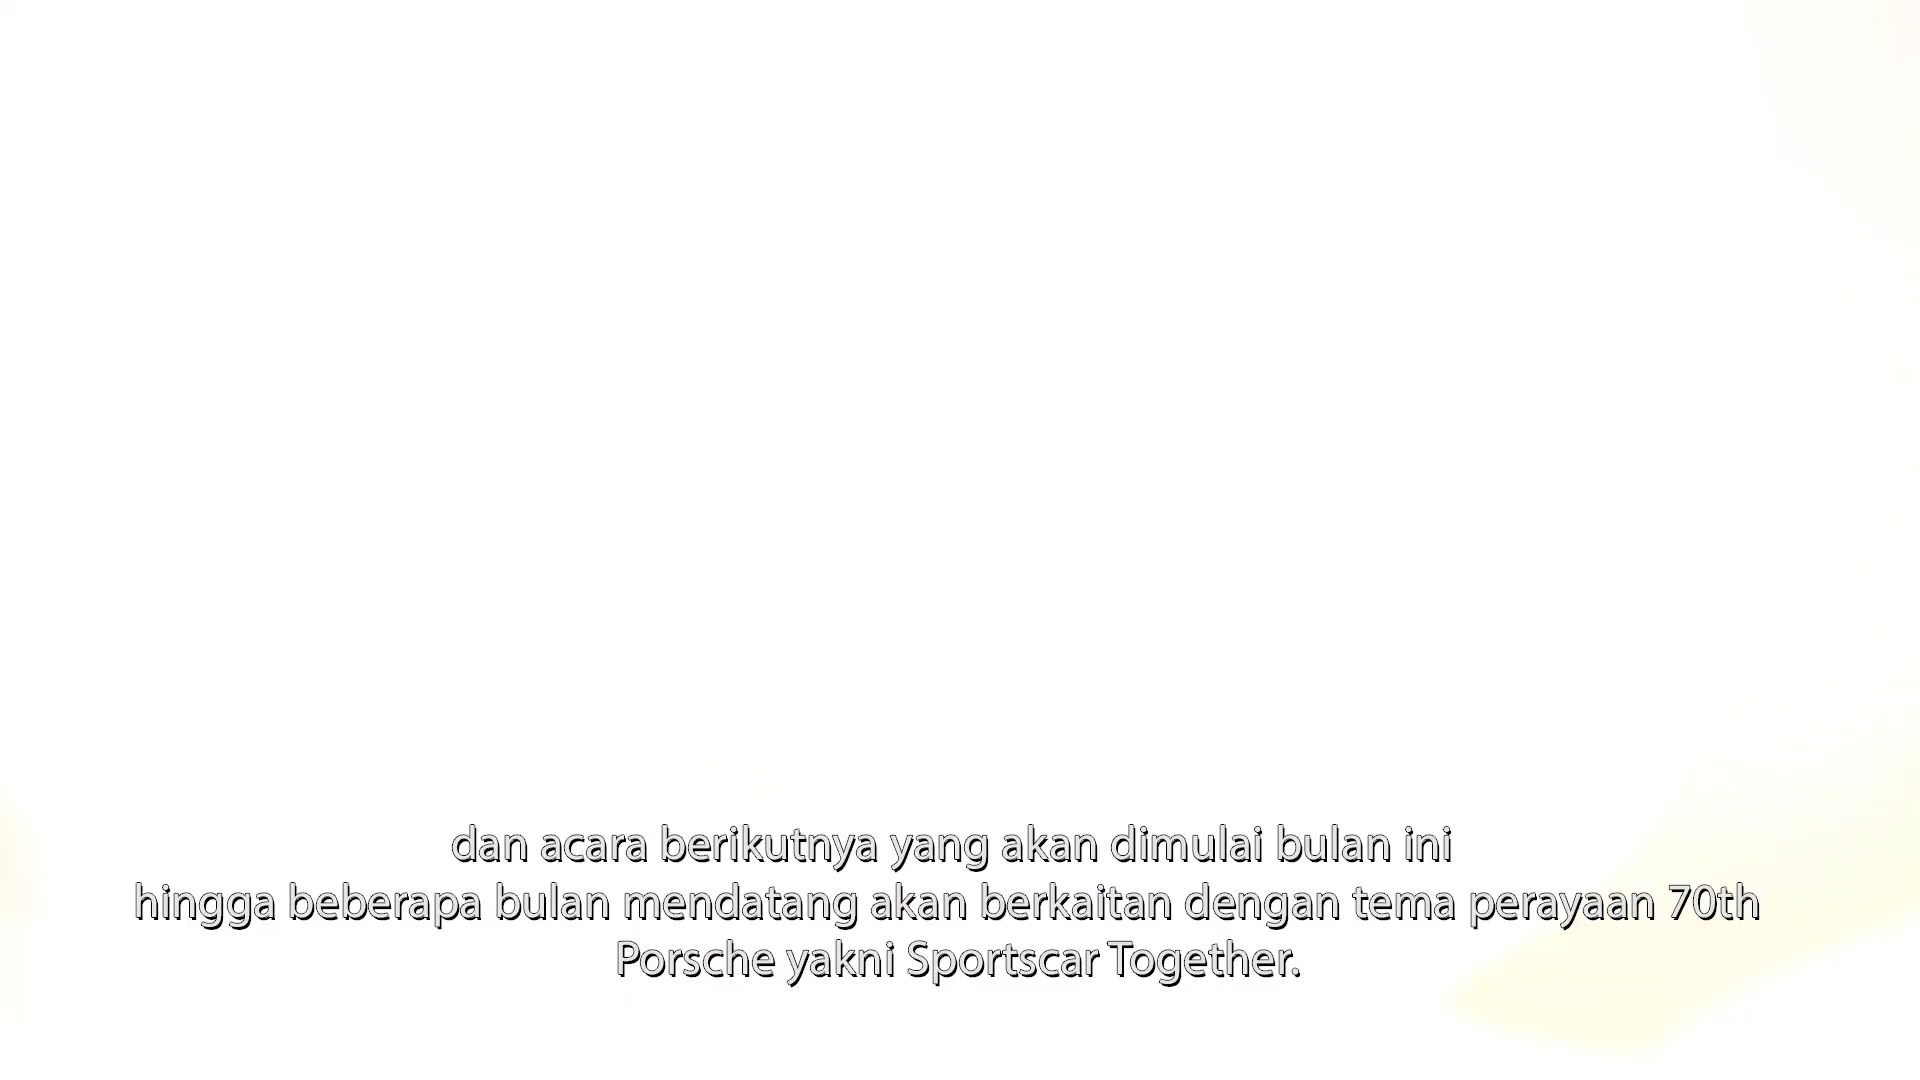 dan acara berikutnya yang akan dimulai bulan ini
hingga beberapa bulan mendatang akan berkaitan dengan tema perayaan 70th
Porsche yakni Sportscar Together.